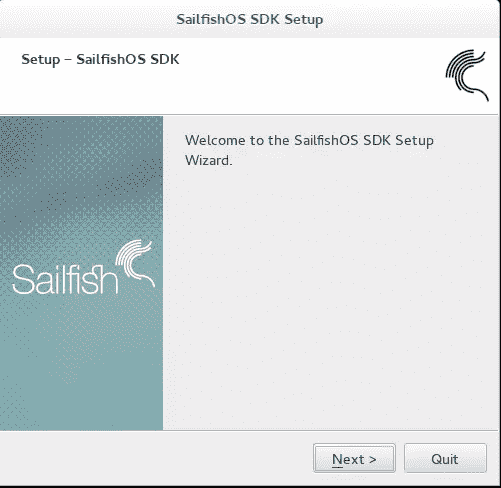 SailfishOS SDK Setup
Setup – SailfishOS SDK
Welcome to the SailfishOS SDK Setup
Wizard.
Sailfish
Next >
Quit